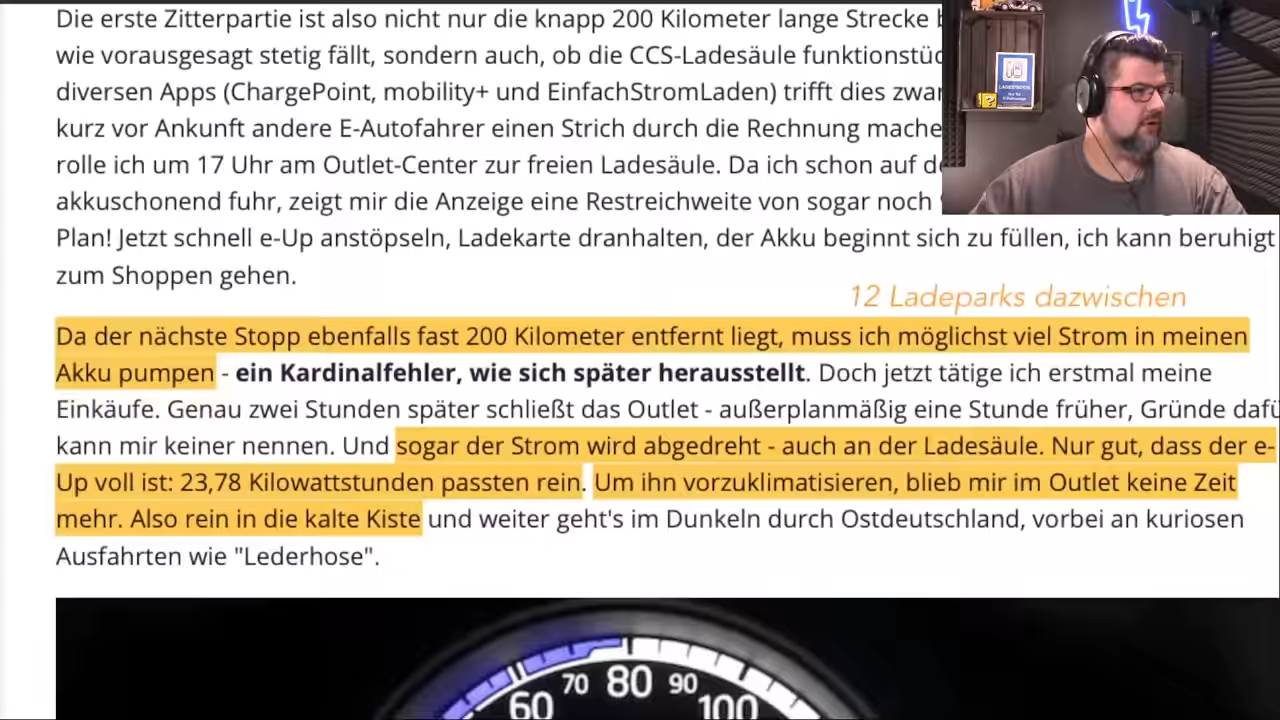 Die erste Zitterpartie ist also nicht nur die knapp 200 Kilometer lange Strecke
wie vorausgesagt stetig fällt, sondern auch, ob die CCS-Ladesäule
diversen Apps (ChargePoint, mobility+ und EinfachStromLaden) trifft dies
kurz vor Ankunft andere E-Autofahrer einen Strich durch die Rechnung
rolle ich um 17 Uhr am Outlet-Center zur freien Ladesäule. Da ich schon auf
akkuschonend fuhr, zeigt mir die Anzeige eine Restreichweite von sogar noch
Plan! Jetzt schnell e-Up anstöpseln, Ladekarte dranhalten, der Akku beginnt sich zu füllen, ich kann beruhigt
zum Shoppen gehen.
12 Ladeparks dazwischen
Da der nächste Stopp ebenfalls fast 200 Kilometer entfernt liegt, muss ich möglichst viel Strom in meinen
Akku pumpen - ein Kardinalfehler, wie sich später herausstellt. Doch jetzt tätige ich erstmal meine
Einkäufe. Genau zwei Stunden später schließt das Outlet - außerplanmäßig eine Stunde früher, Gründe
kann mir keiner nennen. Und sogar der Strom wird abgedreht - auch an der Ladesäule. Nur gut, dass der e-
Up voll ist: 23,78 Kilowattstunden passten rein. Um ihn vorzuklimatisieren, blieb mir im Outlet keine Zeit
mehr. Also rein in die kalte Kiste und weiter geht's im Dunkeln durch Ostdeutschland, vorbei an kuriosen
Ausfahrten wie "Lederhose".
60 70 80 90 100